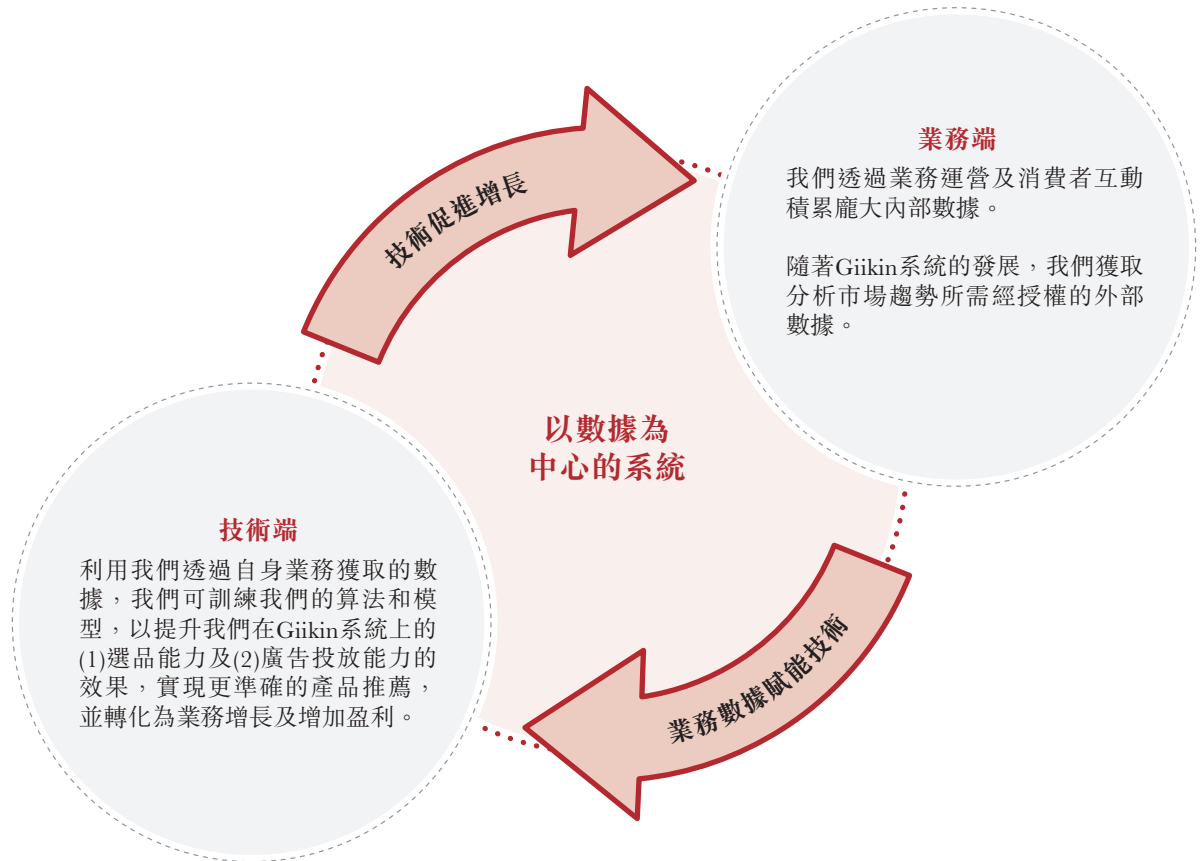 業務端
我們透過業務運營及消費者互動
積累龐大內部數據。
隨著Giikin系統的發展，我們獲取
分析市場趨勢所需經授權的外部
數據。
技術促進增長
以數據為
中心的系統
技術端
利用我們透過自身業務獲取的數
據，我們可訓練我們的算法和模
型，以提升我們在Giikin系統上的
(1)選品能力及(2)廣告投放能力的
效果，實現更準確的產品推薦，
並轉化為業務增長及增加盈利。
業務數據賦能技術